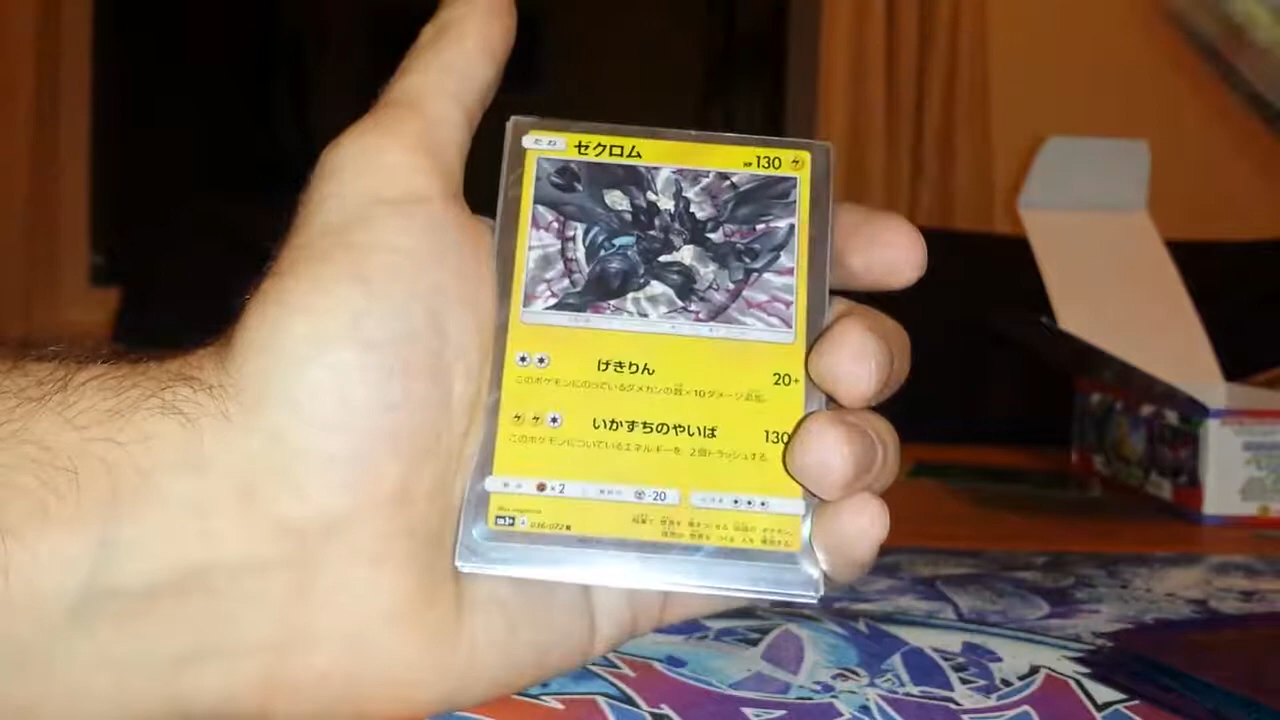 たね ゼクロム HP 130
げきりん 20+
このポケモンにのっているダメカンの数×10ダメージ追加。
いかずちのやいば 130
このポケモンについているエネルギーを、2個トラッシュする。
×2 -20
SM3+ 036/072 R